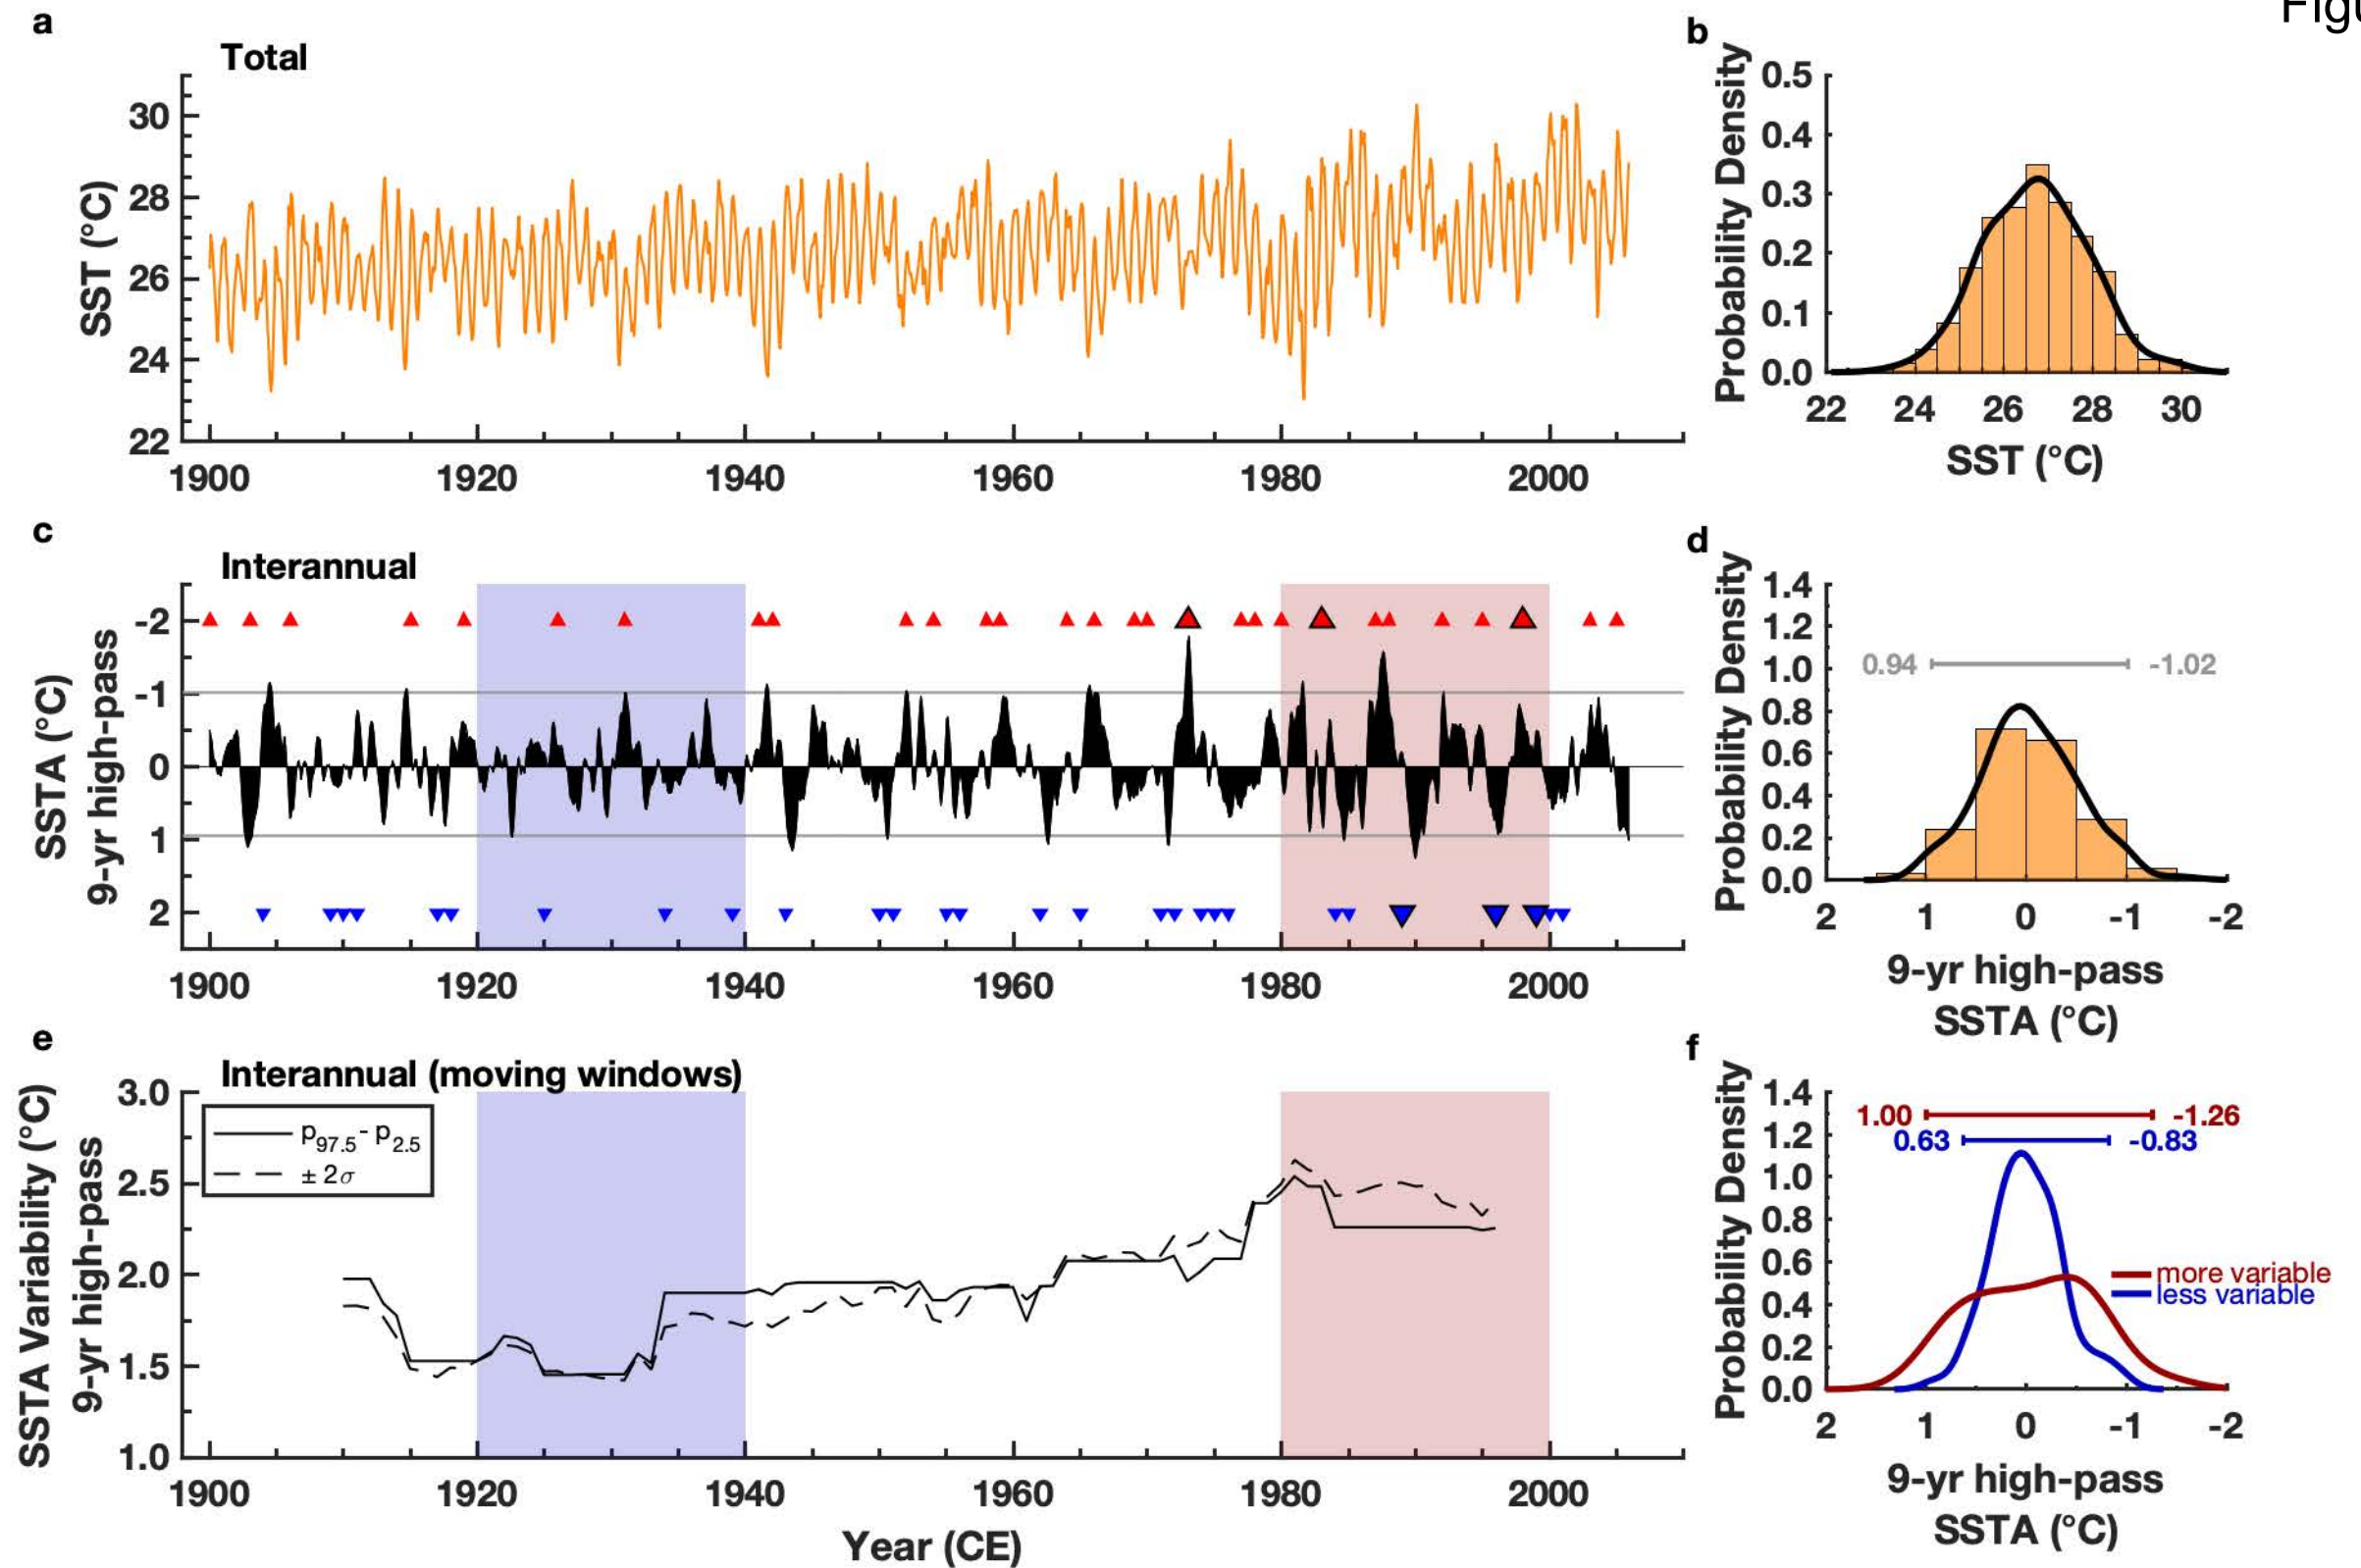 Figu
a
Total
SST (°C)
30
28
26
24
22
1900 1920 1940 1960 1980 2000
b
Probability Density
0.5
0.4
0.3
0.2
0.1
0.0
22 24 26 28 30
SST (°C)
c
Interannual
SSTA (°C)
9-yr high-pass
-2
-1
0
1
2
1900 1920 1940 1960 1980 2000
d
Probability Density
1.4
1.2
1.0
0.8
0.6
0.4
0.2
0.0
0.94 -1.02
2 1 0 -1 -2
9-yr high-pass
SSTA (°C)
e
Interannual (moving windows)
SSTA Variability (°C)
9-yr high-pass
3.0
2.5
2.0
1.5
1.0
p97.5 - p2.5
± 2σ
1900 1920 1940 1960 1980 2000
Year (CE)
f
Probability Density
1.4
1.2
1.0
0.8
0.6
0.4
0.2
0.0
1.00 -1.26
0.63 -0.83
more variable
less variable
2 1 0 -1 -2
9-yr high-pass
SSTA (°C)